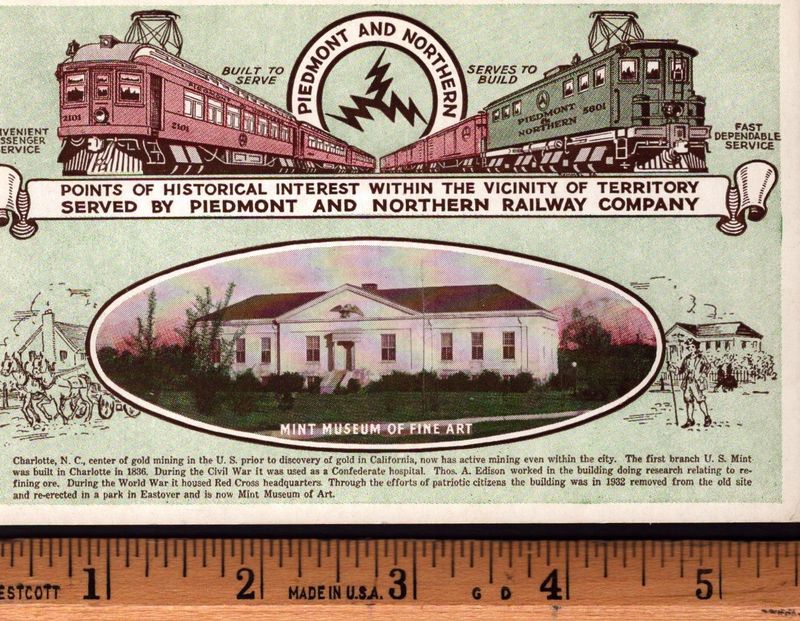 PIEDMONT AND NORTHERN
BUILT TO
SERVE
SERVES TO
BUILD
2101
2101
PIEDMONT
&
NORTHERN
5601
SERVICE
FAST
DEPENDABLE
SERVICE
POINTS OF HISTORICAL INTEREST WITHIN THE VICINITY OF TERRITORY
SERVED BY PIEDMONT AND NORTHERN RAILWAY COMPANY
MINT MUSEUM OF FINE ART
Charlotte, N. C., center of gold mining in the U. S. prior to discovery of gold in California, now has active mining even within the city. The first branch U. S. Mint
was built in Charlotte in 1836. During the Civil War it was used as a Confederate hospital. Thos. A. Edison worked in the building doing research relating to re-
fining ore. During the World War it housed Red Cross headquarters. Through the efforts of patriotic citizens the building was in 1932 removed from the old site
and re-erected in a park in Eastover and is now Mint Museum of Art.
ESTCOTT 1 2 MADE IN U.S.A. 3 G D 4 5